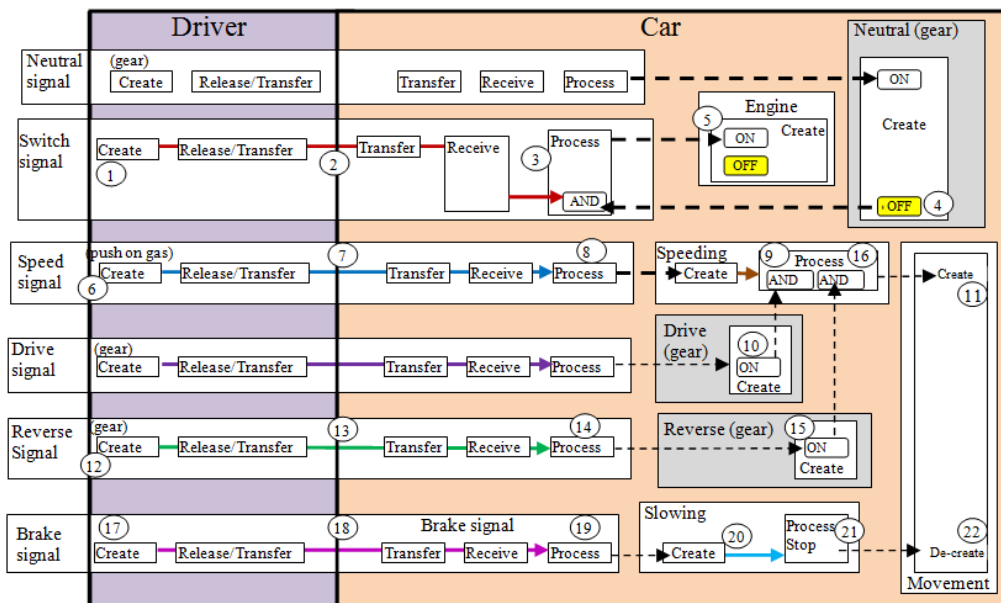 Driver
Car
Neutral signal
(gear)
Create
Release/Transfer
Transfer
Receive
Process
Neutral (gear)
ON
Create
OFF
4
Engine
5
ON
Create
OFF
Switch signal
Create
1
Release/Transfer
2
Transfer
Receive
3
Process
AND
Speed signal
(push on gas)
Create
6
Release/Transfer
7
Transfer
Receive
8
Process
Speeding
Create
9
Process
16
AND
AND
Create
11
Drive signal
(gear)
Create
Release/Transfer
Transfer
Receive
Process
Drive (gear)
10
ON
Create
Reverse Signal
(gear)
Create
12
Release/Transfer
13
Transfer
Receive
14
Process
Reverse (gear)
15
ON
Create
Brake signal
17
Create
Release/Transfer
18
Brake signal
Transfer
Receive
19
Process
Slowing
Create
20
Process Stop
21
22
De-create
Movement